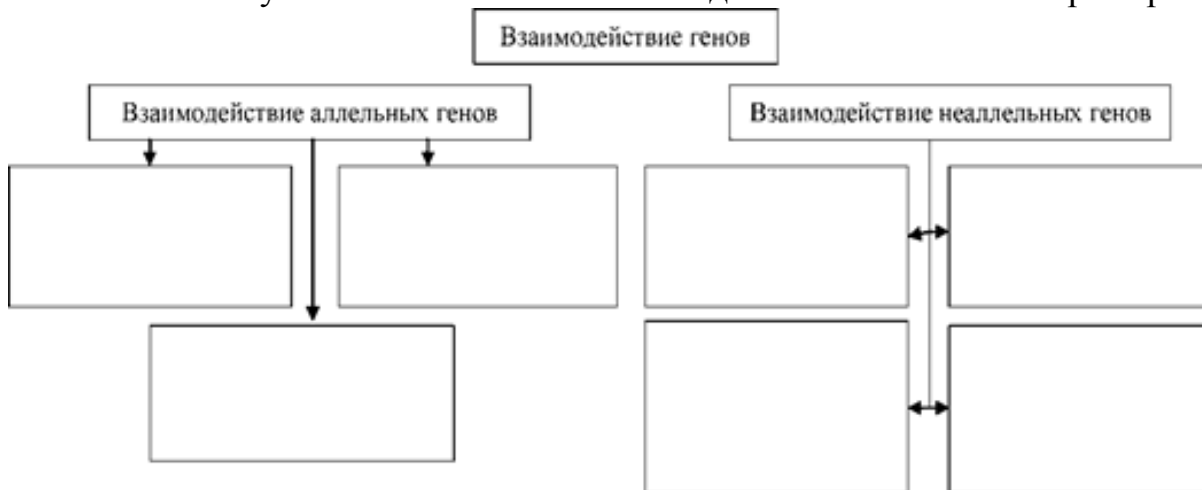 Взаимодействие генов
Взаимодействие аллельных генов
Взаимодействие неаллельных генов